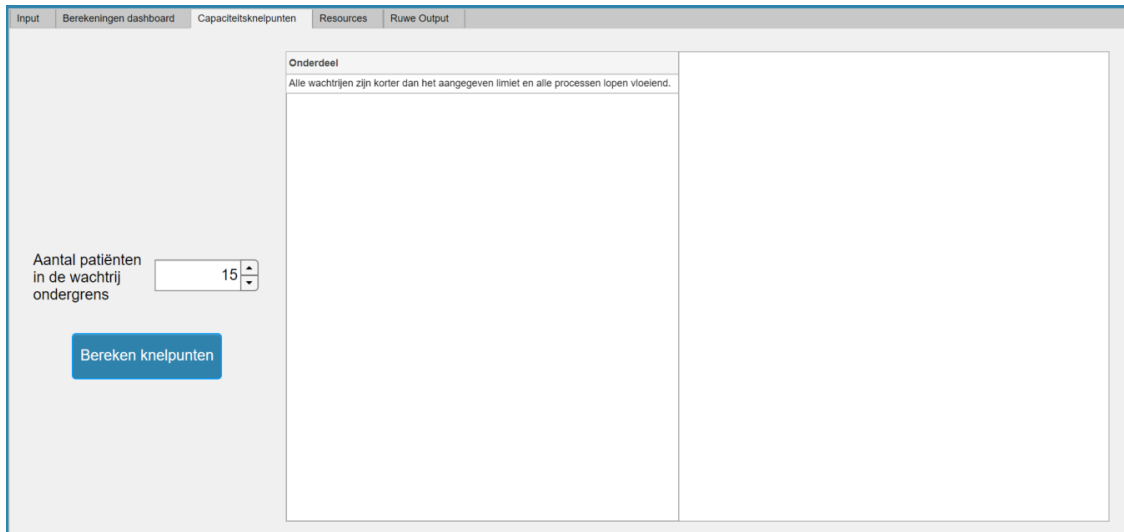 Input
Berekeningen dashboard
Capaciteitsknelpunten
Resources
Ruwe Output
Onderdeel
Alle wachtrijen zijn korter dan het aangegeven limiet en alle processen lopen vloeiend.
Aantal patiënten
in de wachtrij
ondergrens
15
Bereken knelpunten